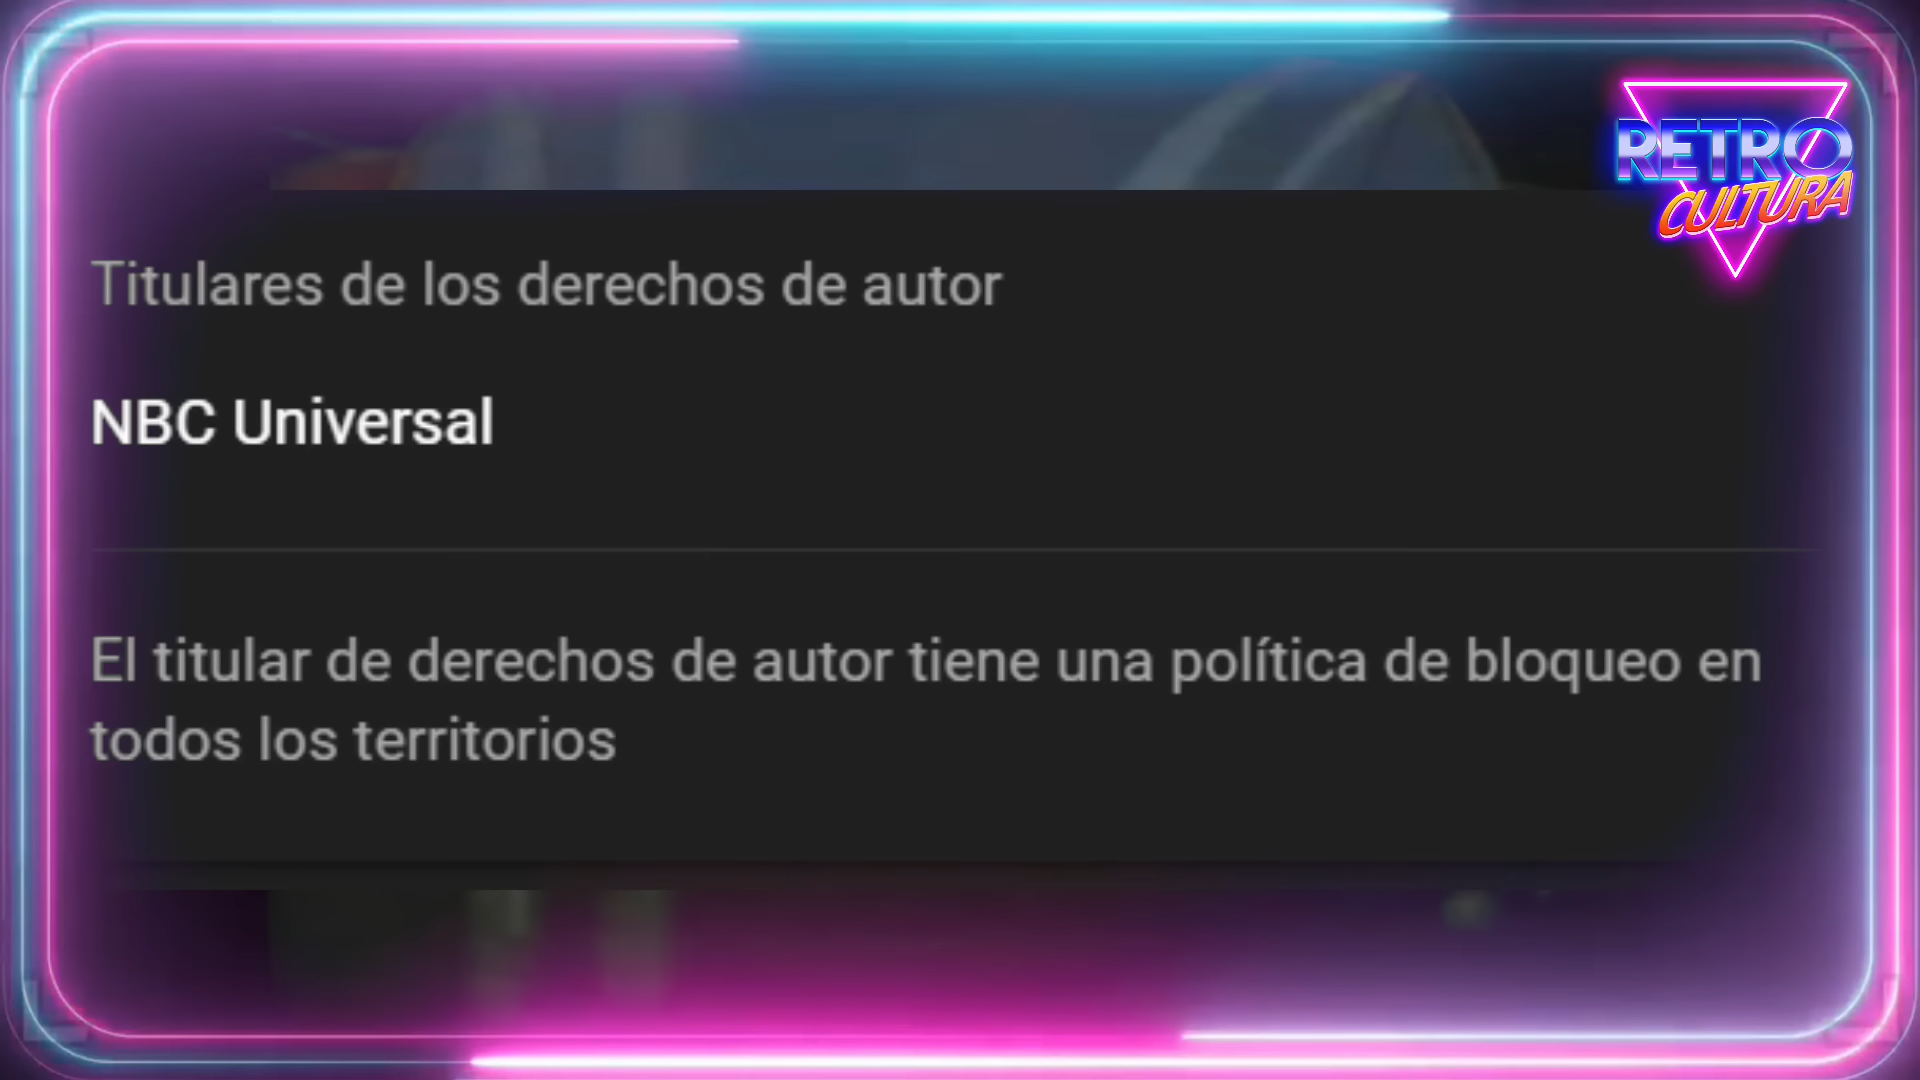 RETRO
CULTURA
Titulares de los derechos de autor
NBC Universal
El titular de derechos de autor tiene una política de bloqueo en
todos los territorios